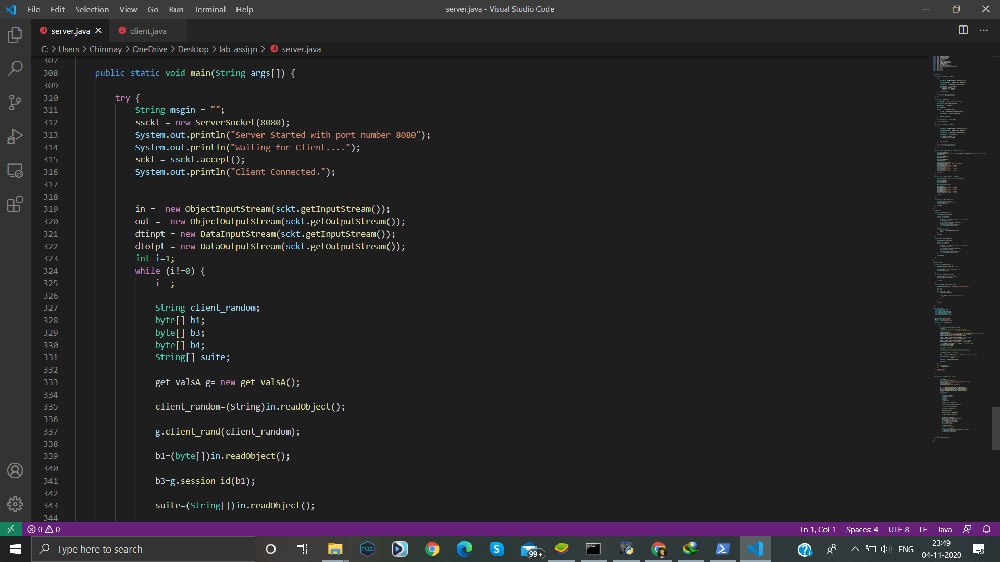 File Edit Selection View Go Run Terminal Help
server.java - Visual Studio Code
server.java
client.java
C: > Users > Chinmay > OneDrive > Desktop > lab_assign > server.java
307
308 public static void main(String args[]) {
309
310 try {
311 String msgin = "";
312 ssckt = new ServerSocket(8080);
313 System.out.println("Server Started with port number 8080");
314 System.out.println("Waiting for Client....");
315 sckt = ssckt.accept();
316 System.out.println("Client Connected.");
317
318
319 in =  new ObjectInputStream(sckt.getInputStream());
320 out =  new ObjectOutputStream(sckt.getOutputStream());
321 dtinpt = new DataInputStream(sckt.getInputStream());
322 dtotpt = new DataOutputStream(sckt.getOutputStream());
323 int i=1;
324 while (i!=0) {
325 i--;
326
327 String client_random;
328 byte[] b1;
329 byte[] b3;
330 byte[] b4;
331 String[] suite;
332
333 get_valsA g= new get_valsA();
334
335 client_random=(String)in.readObject();
336
337 g.client_rand(client_random);
338
339 b1=(byte[])in.readObject();
340
341 b3=g.session_id(b1);
342
343 suite=(String[])in.readObject();
344
0 0
Ln 1, Col 1 Spaces: 4 UTF-8 LF Java
Type here to search
nox
99+
ENG
23:49
04-11-2020